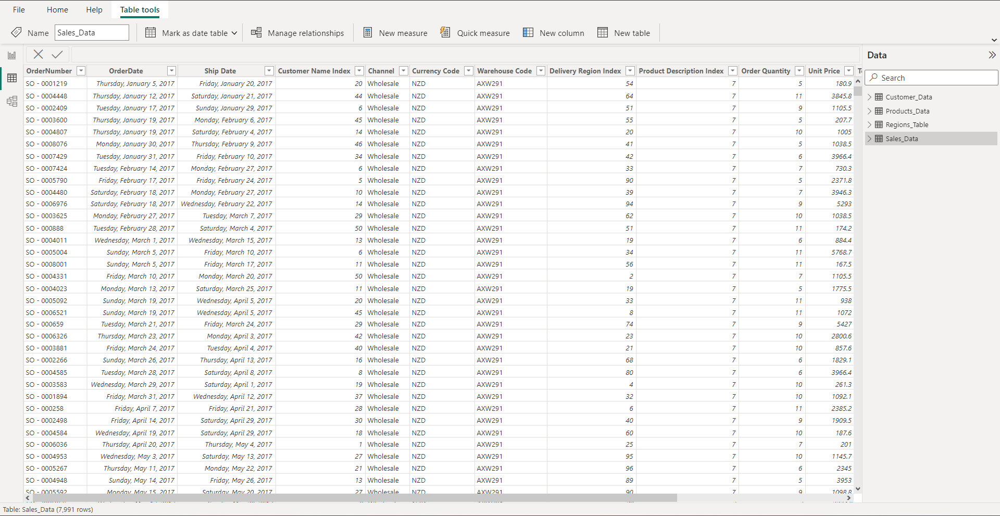 File Home Help Table tools
Name Sales_Data Mark as date table Manage relationships New measure Quick measure New column New table
Data
OrderNumber OrderDate Ship Date Customer Name Index Channel Currency Code Warehouse Code Delivery Region Index Product Description Index Order Quantity Unit Price
SO - 0001219 Thursday, January 5, 2017 Friday, January 20, 2017 20 Wholesale NZD AXW291 54 7 5 180.9
SO - 0004448 Thursday, January 12, 2017 Saturday, January 21, 2017 44 Wholesale NZD AXW291 64 7 11 3845.8
SO - 0002409 Tuesday, January 17, 2017 Sunday, January 29, 2017 6 Wholesale NZD AXW291 51 7 9 1105.5
SO - 0003600 Thursday, January 19, 2017 Monday, February 6, 2017 45 Wholesale NZD AXW291 55 7 5 207.7
SO - 0004807 Thursday, January 19, 2017 Saturday, February 4, 2017 14 Wholesale NZD AXW291 20 7 10 1005
SO - 0008076 Monday, January 30, 2017 Thursday, February 9, 2017 46 Wholesale NZD AXW291 41 7 5 1038.5
SO - 0007429 Tuesday, January 31, 2017 Friday, February 10, 2017 34 Wholesale NZD AXW291 42 7 6 3966.4
SO - 0007424 Tuesday, February 14, 2017 Monday, February 27, 2017 6 Wholesale NZD AXW291 33 7 7 730.3
SO - 0005790 Friday, February 17, 2017 Friday, February 24, 2017 5 Wholesale NZD AXW291 90 7 5 2371.8
SO - 0004480 Saturday, February 18, 2017 Monday, February 27, 2017 10 Wholesale NZD AXW291 39 7 7 3946.3
SO - 0006976 Saturday, February 18, 2017 Wednesday, February 22, 2017 14 Wholesale NZD AXW291 94 7 9 5293
SO - 0003625 Monday, February 27, 2017 Tuesday, March 7, 2017 29 Wholesale NZD AXW291 62 7 10 1038.5
SO - 000888 Tuesday, February 28, 2017 Saturday, March 4, 2017 50 Wholesale NZD AXW291 51 7 11 174.2
SO - 0004011 Wednesday, March 1, 2017 Wednesday, March 15, 2017 13 Wholesale NZD AXW291 19 7 6 884.4
SO - 0005004 Sunday, March 5, 2017 Friday, March 10, 2017 6 Wholesale NZD AXW291 34 7 11 5768.7
SO - 0008001 Sunday, March 5, 2017 Friday, March 17, 2017 11 Wholesale NZD AXW291 56 7 11 167.5
SO - 0004331 Friday, March 10, 2017 Monday, March 20, 2017 50 Wholesale NZD AXW291 2 7 7 1105.5
SO - 0004023 Monday, March 13, 2017 Saturday, March 25, 2017 11 Wholesale NZD AXW291 19 7 5 1775.5
SO - 0005092 Sunday, March 19, 2017 Wednesday, April 5, 2017 20 Wholesale NZD AXW291 33 7 11 938
SO - 0006521 Sunday, March 19, 2017 Wednesday, April 5, 2017 45 Wholesale NZD AXW291 8 7 11 1072
SO - 000659 Tuesday, March 21, 2017 Friday, March 24, 2017 29 Wholesale NZD AXW291 74 7 9 5427
SO - 0006326 Thursday, March 23, 2017 Monday, April 3, 2017 42 Wholesale NZD AXW291 23 7 10 2800.6
SO - 0003881 Friday, March 24, 2017 Tuesday, April 4, 2017 40 Wholesale NZD AXW291 21 7 10 857.6
SO - 0002266 Sunday, March 26, 2017 Thursday, April 13, 2017 16 Wholesale NZD AXW291 68 7 6 1829.1
SO - 0004585 Tuesday, March 28, 2017 Saturday, April 8, 2017 8 Wholesale NZD AXW291 80 7 6 3966.4
SO - 0003583 Wednesday, March 29, 2017 Saturday, April 1, 2017 19 Wholesale NZD AXW291 4 7 10 261.3
SO - 0001894 Friday, March 31, 2017 Wednesday, April 12, 2017 37 Wholesale NZD AXW291 32 7 10 1092.1
SO - 000258 Friday, April 7, 2017 Friday, April 21, 2017 28 Wholesale NZD AXW291 6 7 11 2385.2
SO - 0002498 Friday, April 14, 2017 Saturday, April 29, 2017 30 Wholesale NZD AXW291 40 7 9 1909.5
SO - 0004584 Wednesday, April 19, 2017 Saturday, April 29, 2017 18 Wholesale NZD AXW291 60 7 10 187.6
SO - 0006036 Thursday, April 20, 2017 Thursday, May 4, 2017 1 Wholesale NZD AXW291 25 7 7 201
SO - 0004953 Wednesday, May 3, 2017 Saturday, May 13, 2017 27 Wholesale NZD AXW291 95 7 10 1145.7
SO - 0005267 Thursday, May 11, 2017 Monday, May 22, 2017 21 Wholesale NZD AXW291 96 7 6 2345
SO - 0004948 Sunday, May 14, 2017 Friday, May 26, 2017 13 Wholesale NZD AXW291 89 7 5 3953
SO - 0005592 Monday, May 15, 2017 Saturday, May 20, 2017 27 Wholesale NZD AXW291 90 7 9 1098.8
Search
Customer_Data
Products_Data
Regions_Table
Sales_Data
Table: Sales_Data (7,991 rows)